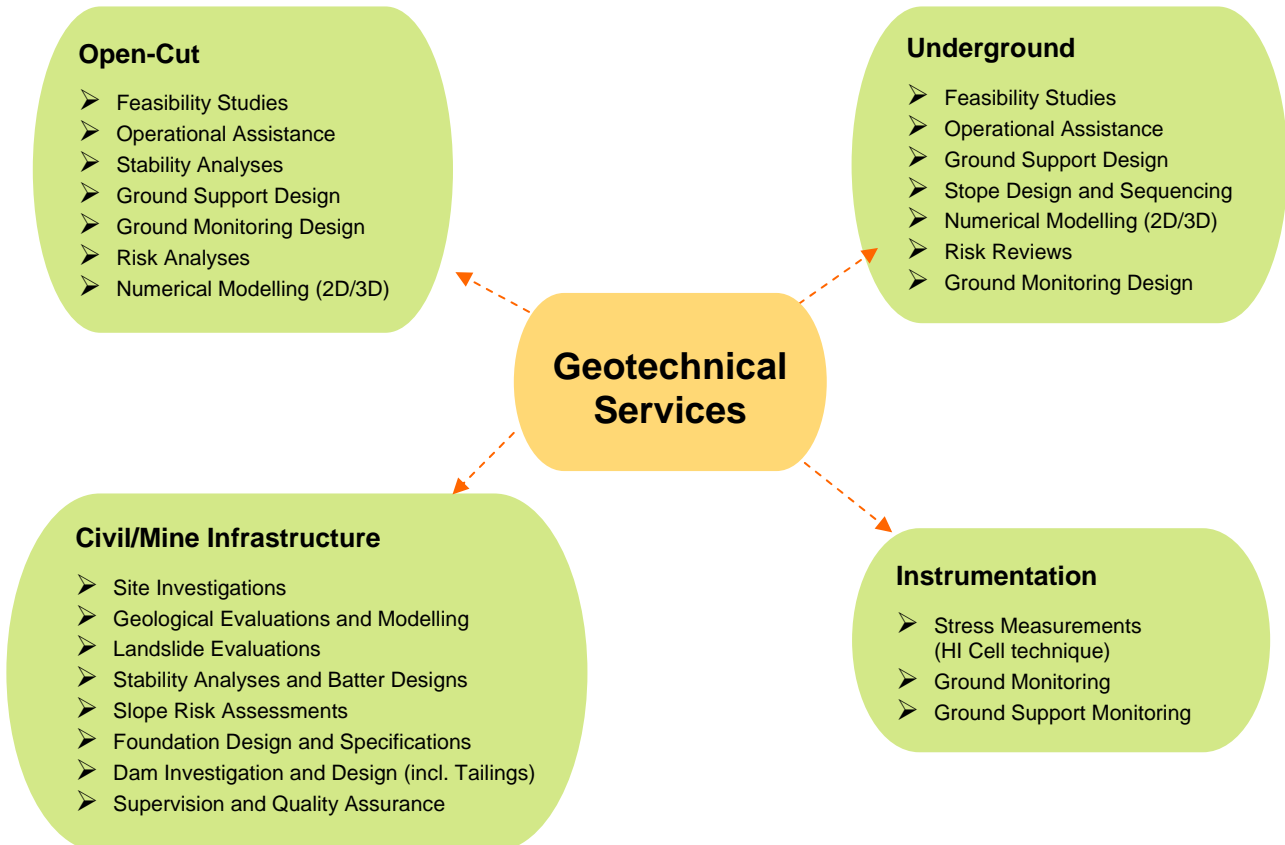 Open-Cut
➢ Feasibility Studies
➢ Operational Assistance
➢ Stability Analyses
➢ Ground Support Design
➢ Ground Monitoring Design
➢ Risk Analyses
➢ Numerical Modelling (2D/3D)
Underground
➢ Feasibility Studies
➢ Operational Assistance
➢ Ground Support Design
➢ Stope Design and Sequencing
➢ Numerical Modelling (2D/3D)
➢ Risk Reviews
➢ Ground Monitoring Design
Geotechnical
Services
Civil/Mine Infrastructure
➢ Site Investigations
➢ Geological Evaluations and Modelling
➢ Landslide Evaluations
➢ Stability Analyses and Batter Designs
➢ Slope Risk Assessments
➢ Foundation Design and Specifications
➢ Dam Investigation and Design (incl. Tailings)
➢ Supervision and Quality Assurance
Instrumentation
➢ Stress Measurements
(HI Cell technique)
➢ Ground Monitoring
➢ Ground Support Monitoring